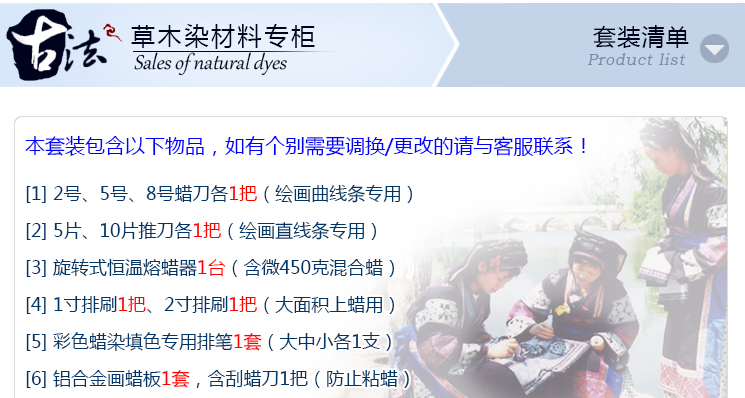 古法
草木染材料专柜
Sales of natural dyes
套装清单
Product list
本套装包含以下物品，如有个别需要调换/更改的请与客服联系！
[1] 2号、5号、8号蜡刀各1把（绘画曲线条专用）
[2] 5片、10片推刀各1把（绘画直线条专用）
[3] 旋转式恒温熔蜡器1台（含微450克混合蜡）
[4] 1寸排刷1把、2寸排刷1把（大面积上蜡用）
[5] 彩色蜡染填色专用排笔1套（大中小各1支）
[6] 铝合金画蜡板1套，含刮蜡刀1把（防止粘蜡）